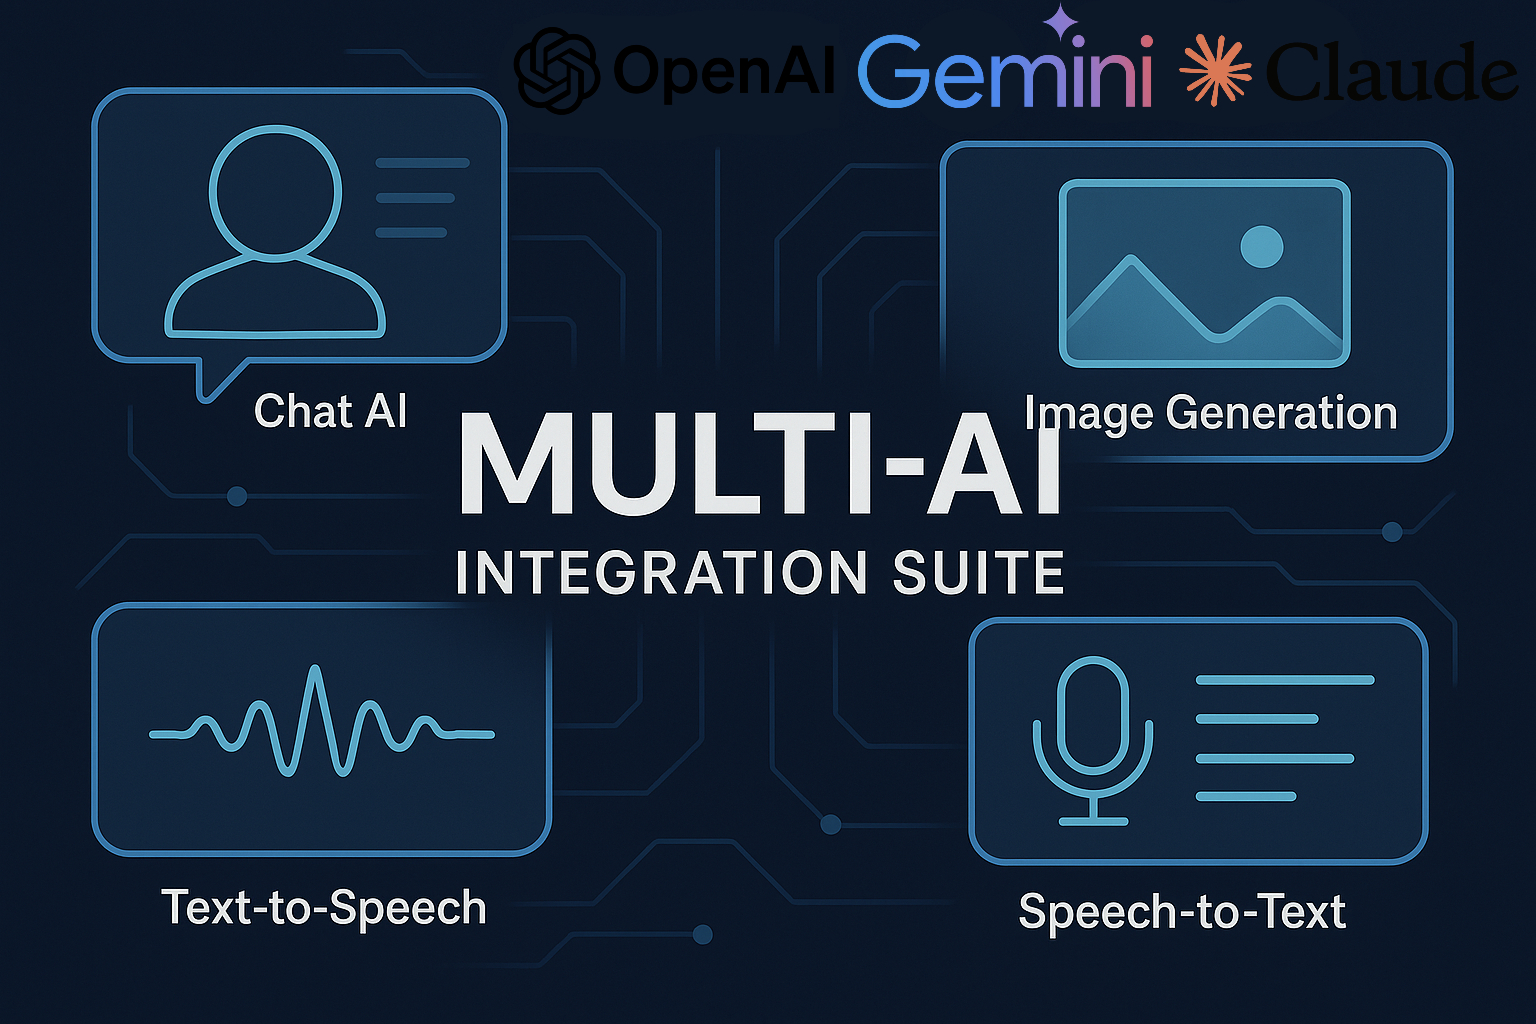 OpenAI Gemini Claude
Chat AI
Image Generation
MULTI-AI
INTEGRATION SUITE
Text-to-Speech
Speech-to-Text